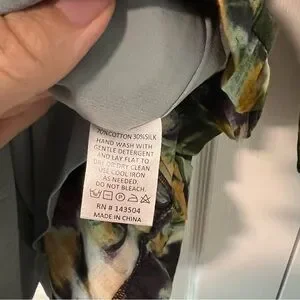 70%COTTON 30%SILK
HAND WASH WITH
GENTLE DETERGENT
AND LAY FLAT TO
DRY OR DRY CLEAN
USE COOL IRON
AS NEEDED.
DO NOT BLEACH.
RN # 143504
MADE IN CHINA